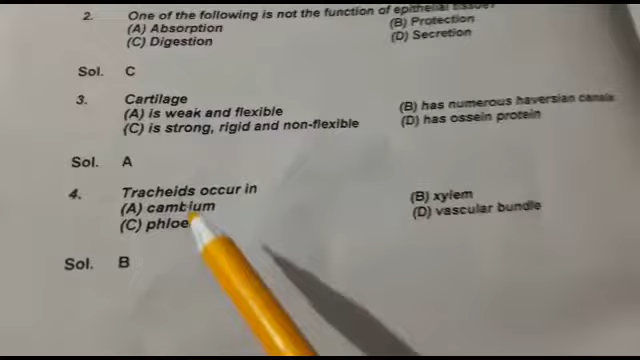 2. One of the following is not the function of epithelial tissue?
(A) Absorption (B) Protection
(C) Digestion (D) Secretion
Sol. C
3. Cartilage
(A) is weak and flexible (B) has numerous haversian canals
(C) is strong, rigid and non-flexible (D) has ossein protein
Sol. A
4. Tracheids occur in
(A) cambium (B) xylem
(C) phloe (D) vascular bundle
Sol. B